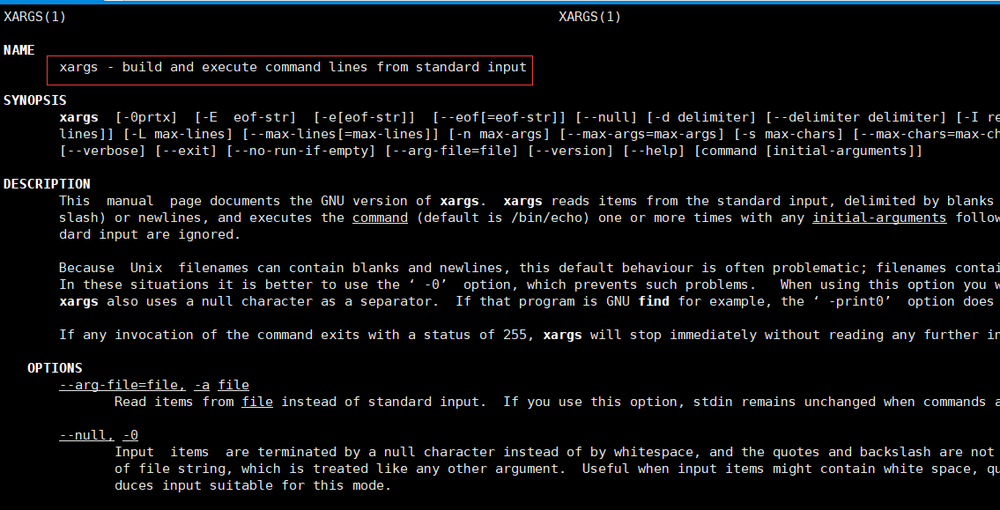 XARGS(1) XARGS(1)
NAME
xargs - build and execute command lines from standard input
SYNOPSIS
xargs [-0prtx] [-E eof-str] [-e[eof-str]] [--eof[=eof-str]] [--null] [-d delimiter] [--delimiter delimiter] [-I re
lines]] [-L max-lines] [--max-lines[=max-lines]] [-n max-args] [--max-args=max-args] [-s max-chars] [--max-chars=max-ch
[--verbose] [--exit] [--no-run-if-empty] [--arg-file=file] [--version] [--help] [command [initial-arguments]]
DESCRIPTION
This manual page documents the GNU version of xargs. xargs reads items from the standard input, delimited by blanks
slash) or newlines, and executes the command (default is /bin/echo) one or more times with any initial-arguments follow
dard input are ignored.
Because Unix filenames can contain blanks and newlines, this default behaviour is often problematic; filenames contai
In these situations it is better to use the ‘ -0’ option, which prevents such problems. When using this option you w
xargs also uses a null character as a separator. If that program is GNU find for example, the ‘ -print0’ option does
If any invocation of the command exits with a status of 255, xargs will stop immediately without reading any further in
OPTIONS
--arg-file=file, -a file
Read items from file instead of standard input. If you use this option, stdin remains unchanged when commands a
--null, -0
Input items are terminated by a null character instead of by whitespace, and the quotes and backslash are not
of file string, which is treated like any other argument. Useful when input items might contain white space, qu
duces input suitable for this mode.